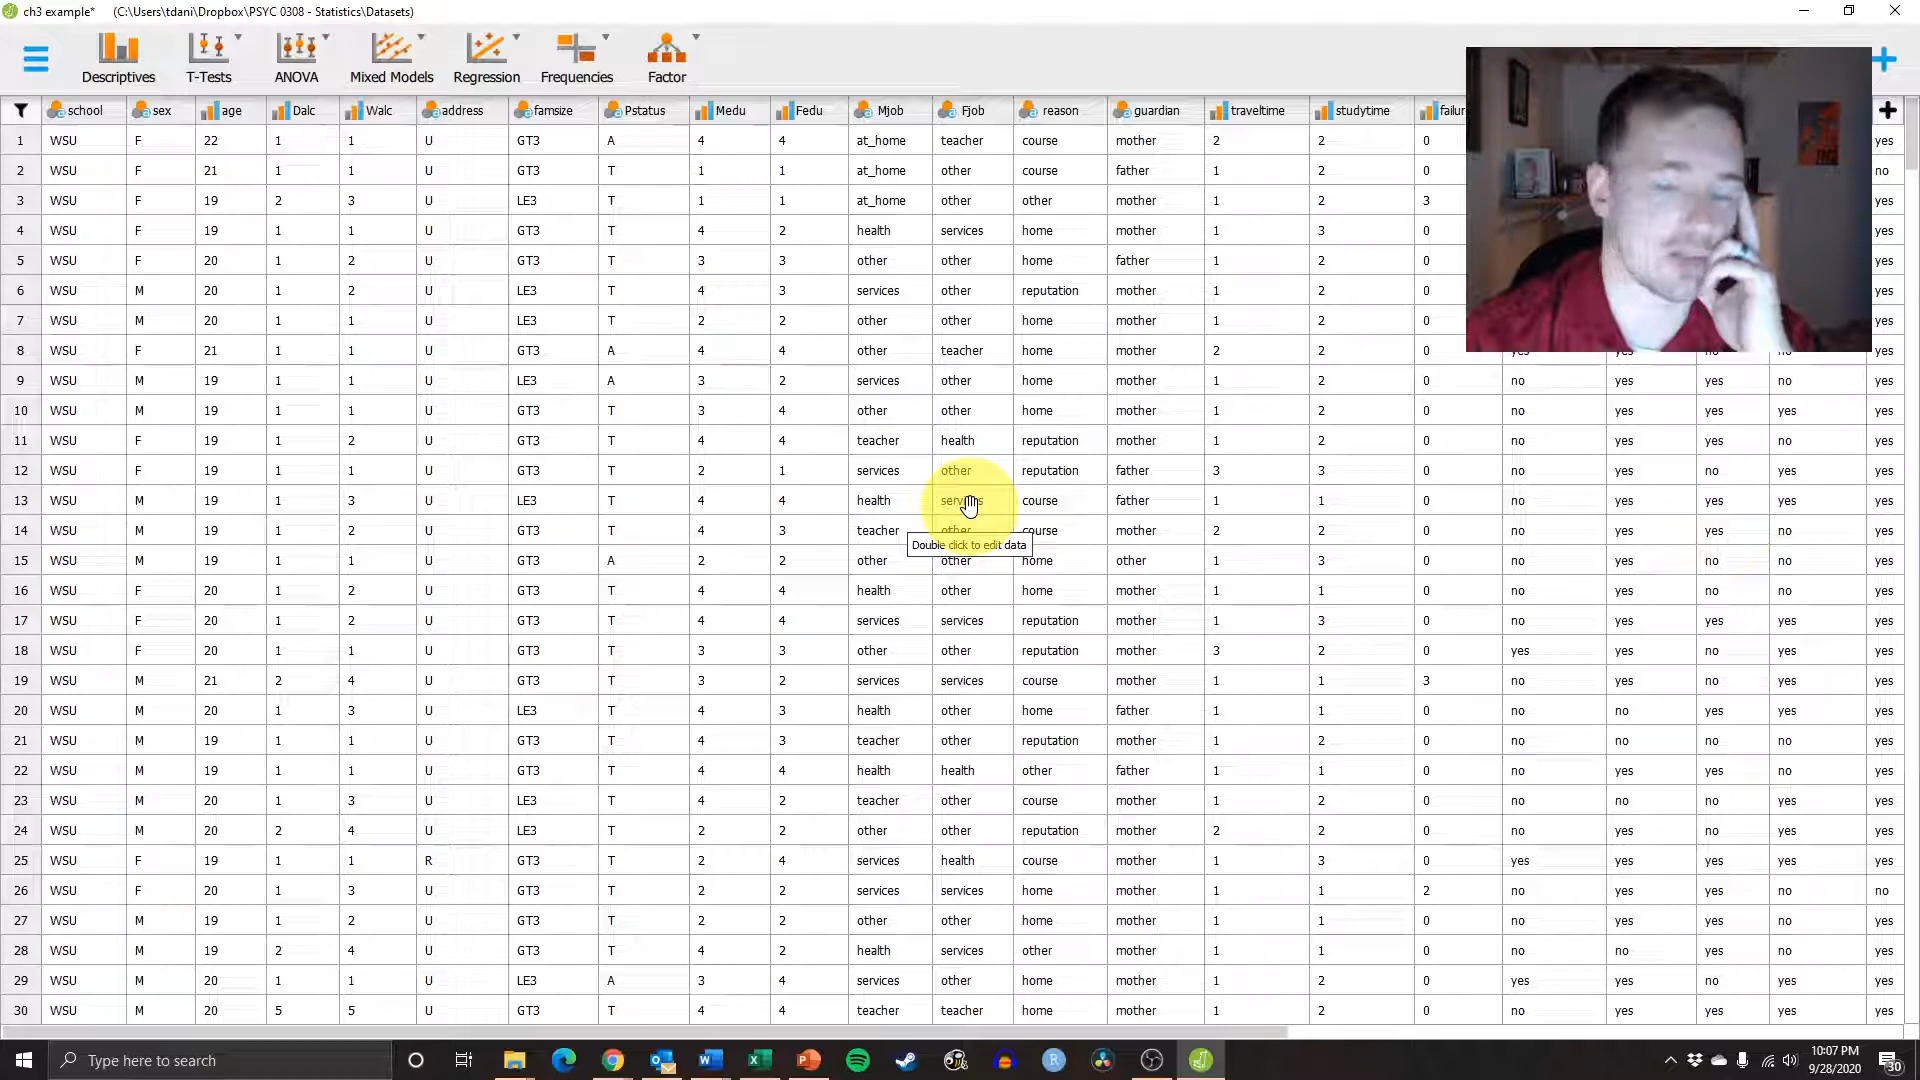 ch3 example* (C:\Users\tdani\Dropbox\PSYC 0308 - Statistics\Datasets)
Descriptives T-Tests ANOVA Mixed Models Regression Frequencies Factor
school sex age Dalc Walc address famsize Pstatus Medu Fedu Mjob Fjob reason guardian traveltime studytime failur
1 WSU F 22 1 1 U GT3 A 4 4 at_home teacher course mother 2 2 0 yes
2 WSU F 21 1 1 U GT3 T 1 1 at_home other course father 1 2 0 no
3 WSU F 19 2 3 U LE3 T 1 1 at_home other other mother 1 2 3 yes
4 WSU F 19 1 1 U GT3 T 4 2 health services home mother 1 3 0 yes
5 WSU F 20 1 2 U GT3 T 3 3 other other home father 1 2 0 yes
6 WSU M 20 1 2 U LE3 T 4 3 services other reputation mother 1 2 0 yes
7 WSU M 20 1 1 U LE3 T 2 2 other other home mother 1 2 0 yes
8 WSU F 21 1 1 U GT3 A 4 4 other teacher home mother 2 2 0 yes yes no no yes
9 WSU M 19 1 1 U LE3 A 3 2 services other home mother 1 2 0 no yes yes no yes
10 WSU M 19 1 1 U GT3 T 3 4 other other home mother 1 2 0 no yes yes yes yes
11 WSU F 19 1 2 U GT3 T 4 4 teacher health reputation mother 1 2 0 no yes yes no yes
12 WSU F 19 1 1 U GT3 T 2 1 services other reputation father 3 3 0 no yes no yes yes
13 WSU M 19 1 3 U LE3 T 4 4 health services course father 1 1 0 no yes yes yes yes
14 WSU M 19 1 2 U GT3 T 4 3 teacher other course mother 2 2 0 no yes yes no yes
Double click to edit data
15 WSU M 19 1 1 U GT3 A 2 2 other other home other 1 3 0 no yes no no yes
16 WSU F 20 1 2 U GT3 T 4 4 health other home mother 1 1 0 no yes yes no yes
17 WSU F 20 1 2 U GT3 T 4 4 services services reputation mother 1 3 0 no yes yes yes yes
18 WSU F 20 1 1 U GT3 T 3 3 other other reputation mother 3 2 0 yes yes no yes yes
19 WSU M 21 2 4 U GT3 T 3 2 services services course mother 1 1 3 no yes no yes yes
20 WSU M 20 1 3 U LE3 T 4 3 health other home father 1 1 0 no no yes yes yes
21 WSU M 19 1 1 U GT3 T 4 3 teacher other reputation mother 1 2 0 no no no no yes
22 WSU M 19 1 1 U GT3 T 4 4 health health other father 1 1 0 no yes yes no yes
23 WSU M 20 1 3 U LE3 T 4 2 teacher other course mother 1 2 0 no no no yes yes
24 WSU M 20 2 4 U LE3 T 2 2 other other reputation mother 2 2 0 no yes no yes yes
25 WSU F 19 1 1 R GT3 T 2 4 services health course mother 1 3 0 yes yes yes yes yes
26 WSU F 20 1 3 U GT3 T 2 2 services services home mother 1 1 2 no yes yes no no
27 WSU M 19 1 2 U GT3 T 2 2 other other home mother 1 1 0 no yes yes no yes
28 WSU M 19 2 4 U GT3 T 4 2 health services other mother 1 1 0 no no yes no yes
29 WSU M 20 1 1 U LE3 A 3 4 services other home mother 1 2 0 yes yes no yes yes
30 WSU M 20 5 5 U GT3 T 4 4 teacher teacher home mother 1 2 0 no yes yes yes yes
Type here to search
10:07 PM
9/28/2020
30